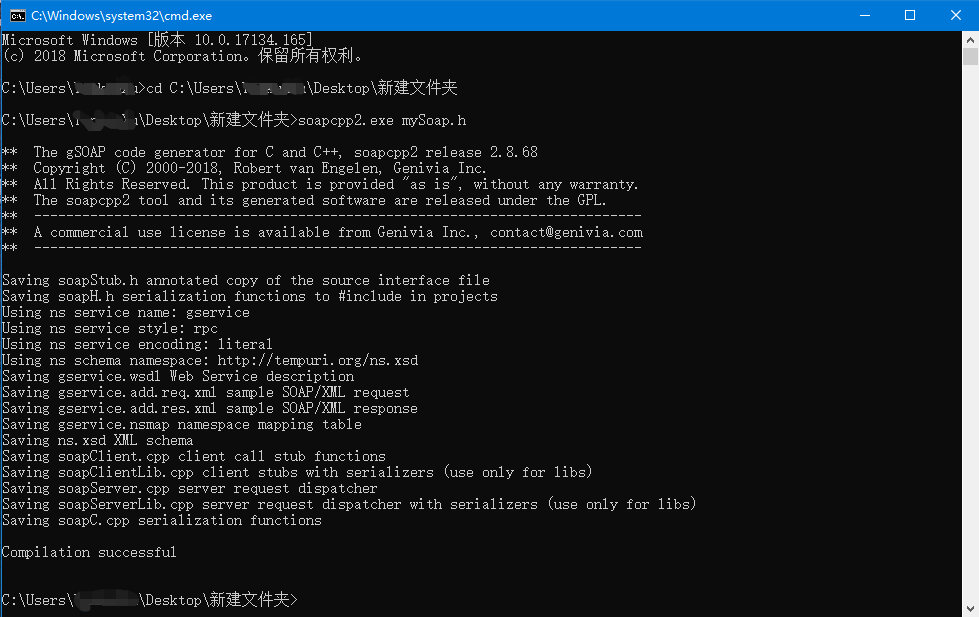 C:\Windows\system32\cmd.exe
Microsoft Windows [版本 10.0.17134.165]
(c) 2018 Microsoft Corporation。保留所有权利。
C:\Users\ >cd C:\Users\ \Desktop\新建文件夹
C:\Users\ \Desktop\新建文件夹>soapcpp2.exe mySoap.h
** The gSOAP code generator for C and C++, soapcpp2 release 2.8.68
** Copyright (C) 2000-2018, Robert van Engelen, Genivia Inc.
** All Rights Reserved. This product is provided "as is", without any warranty.
** The soapcpp2 tool and its generated software are released under the GPL.
** ----------------------------------------------------------------------------
** A commercial use license is available from Genivia Inc., contact@genivia.com
** ----------------------------------------------------------------------------
Saving soapStub.h annotated copy of the source interface file
Saving soapH.h serialization functions to #include in projects
Using ns service name: gservice
Using ns service style: rpc
Using ns service encoding: literal
Using ns schema namespace: http://tempuri.org/ns.xsd
Saving gservice.wsdl Web Service description
Saving gservice.add.req.xml sample SOAP/XML request
Saving gservice.add.res.xml sample SOAP/XML response
Saving gservice.nsmap namespace mapping table
Saving ns.xsd XML schema
Saving soapClient.cpp client call stub functions
Saving soapClientLib.cpp client stubs with serializers (use only for libs)
Saving soapServer.cpp server request dispatcher
Saving soapServerLib.cpp server request dispatcher with serializers (use only for libs)
Saving soapC.cpp serialization functions
Compilation successful
C:\Users\ \Desktop\新建文件夹>